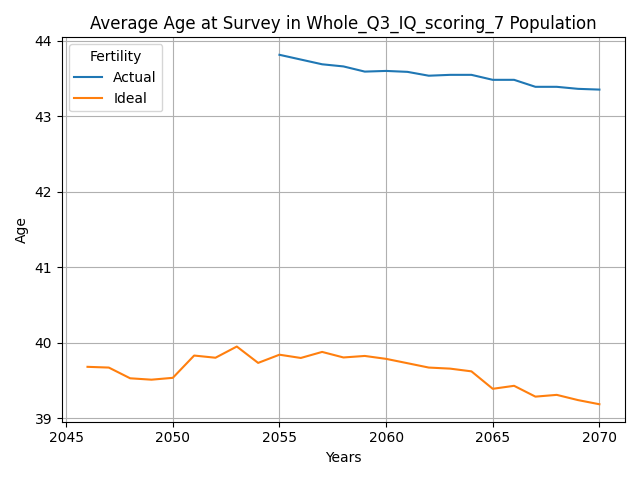 Average Age at Survey in Whole_Q3_IQ_scoring_7 Population
44
43
42
41
40
39
Age
Fertility
Actual
Ideal
2045 2050 2055 2060 2065 2070
Years